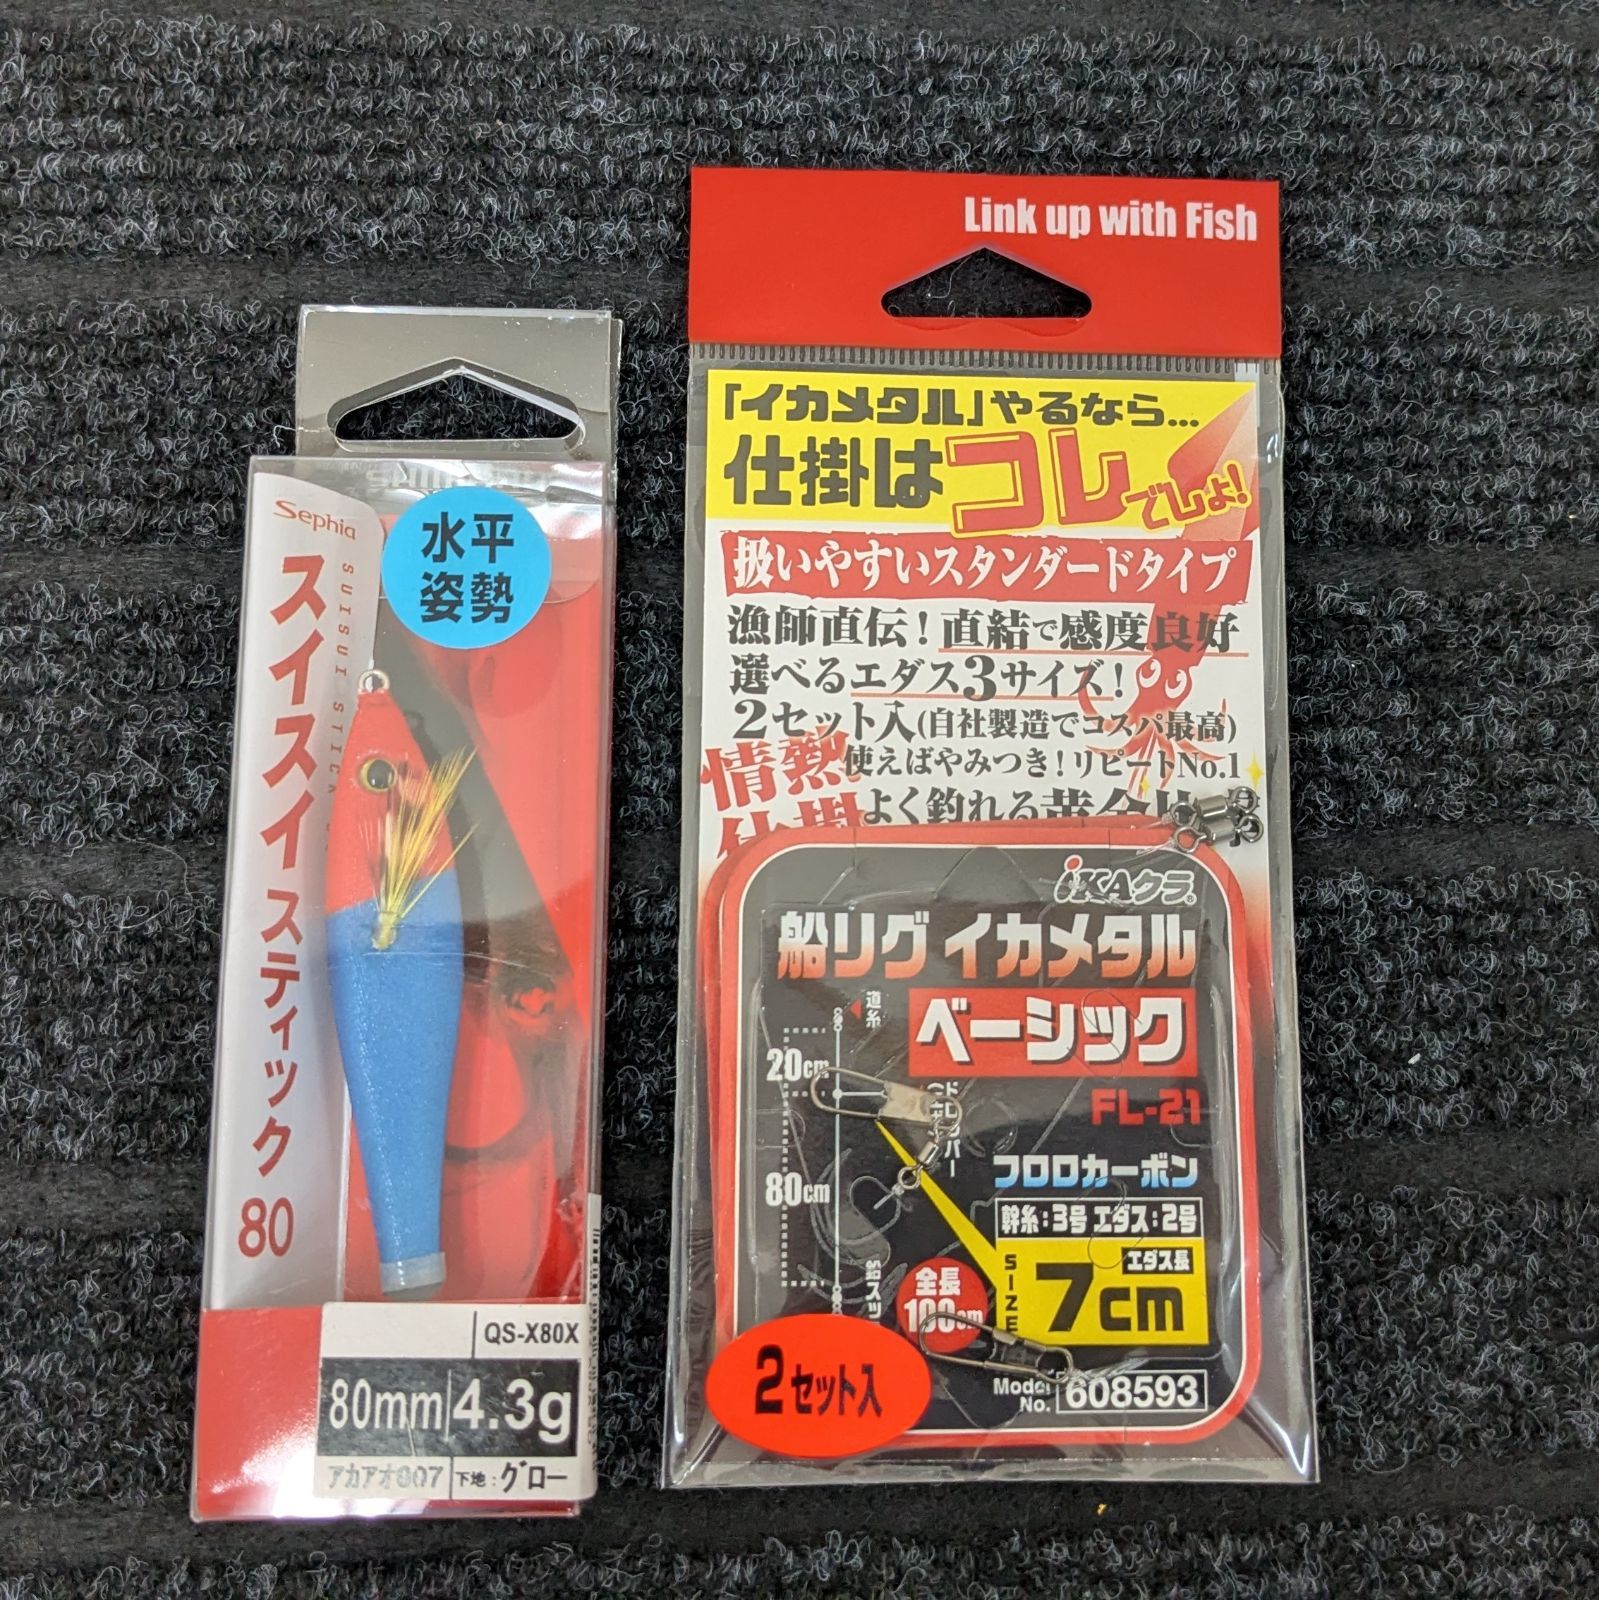 Sephia
水平
姿勢
スイスイスティック 80
SUISUI STICK
QS-X80X
80mm 4.3g
アカアオ007 下地:グロー
Link up with Fish
「イカメタル」やるなら...
仕掛はコレでしょ!
扱いやすいスタンダードタイプ
漁師直伝!直結で感度良好
選べるエダス3サイズ!
2セット入(自社製造でコスパ最高)
使えばやみつき!リピートNo.1
情熱
仕掛
よく釣れる黄金比
iKAクラ®
船リグ イカメタル
ベーシック
FL-21
道糸
20cm
80cm
フロロカーボン
幹糸:3号 エダス:2号
エダス長
SIZE 7cm
全長
100cm
2セット入
Model No. 608593